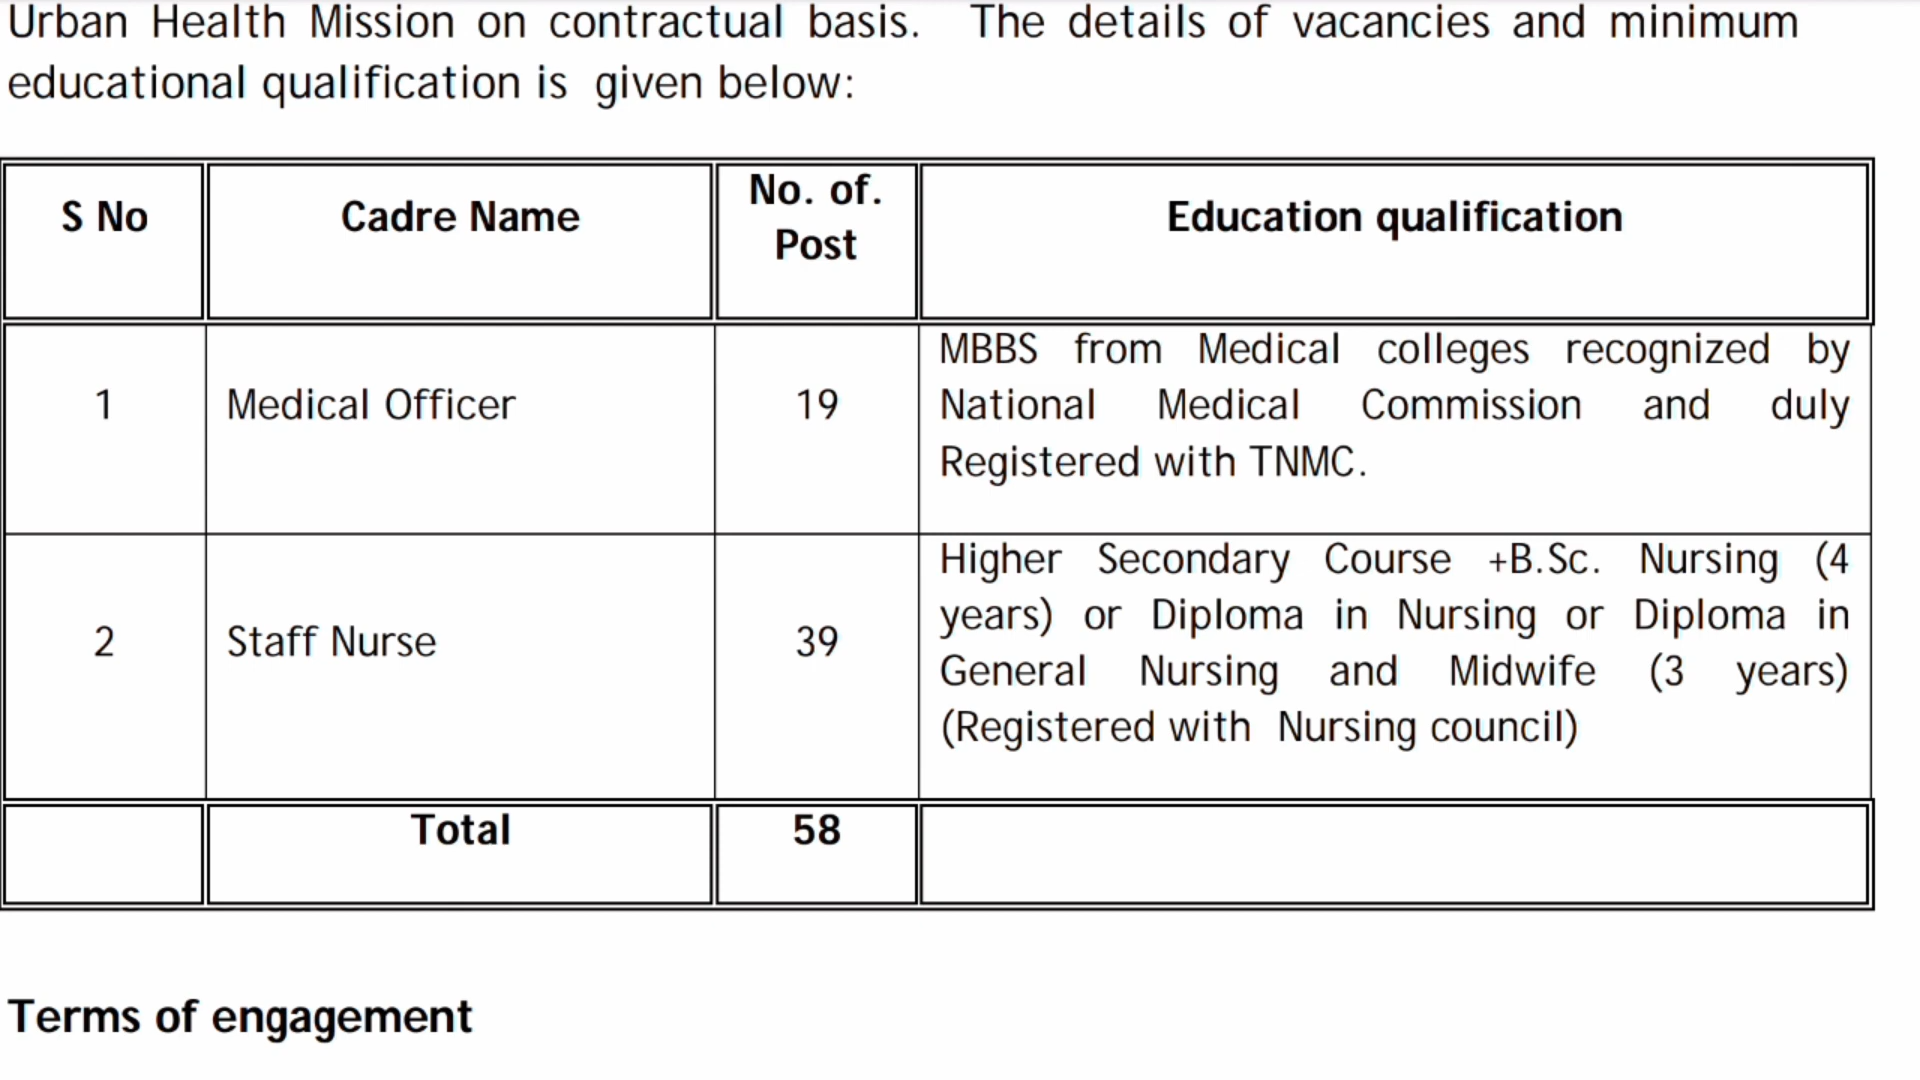 Urban Health Mission on contractual basis. The details of vacancies and minimum
educational qualification is given below:
S No
Cadre Name
No. of.
Post
Education qualification
1
Medical Officer
19
MBBS from Medical colleges recognized by
National Medical Commission and duly
Registered with TNMC.
2
Staff Nurse
39
Higher Secondary Course +B.Sc. Nursing (4
years) or Diploma in Nursing or Diploma in
General Nursing and Midwife (3 years)
(Registered with Nursing council)
Total
58
Terms of engagement